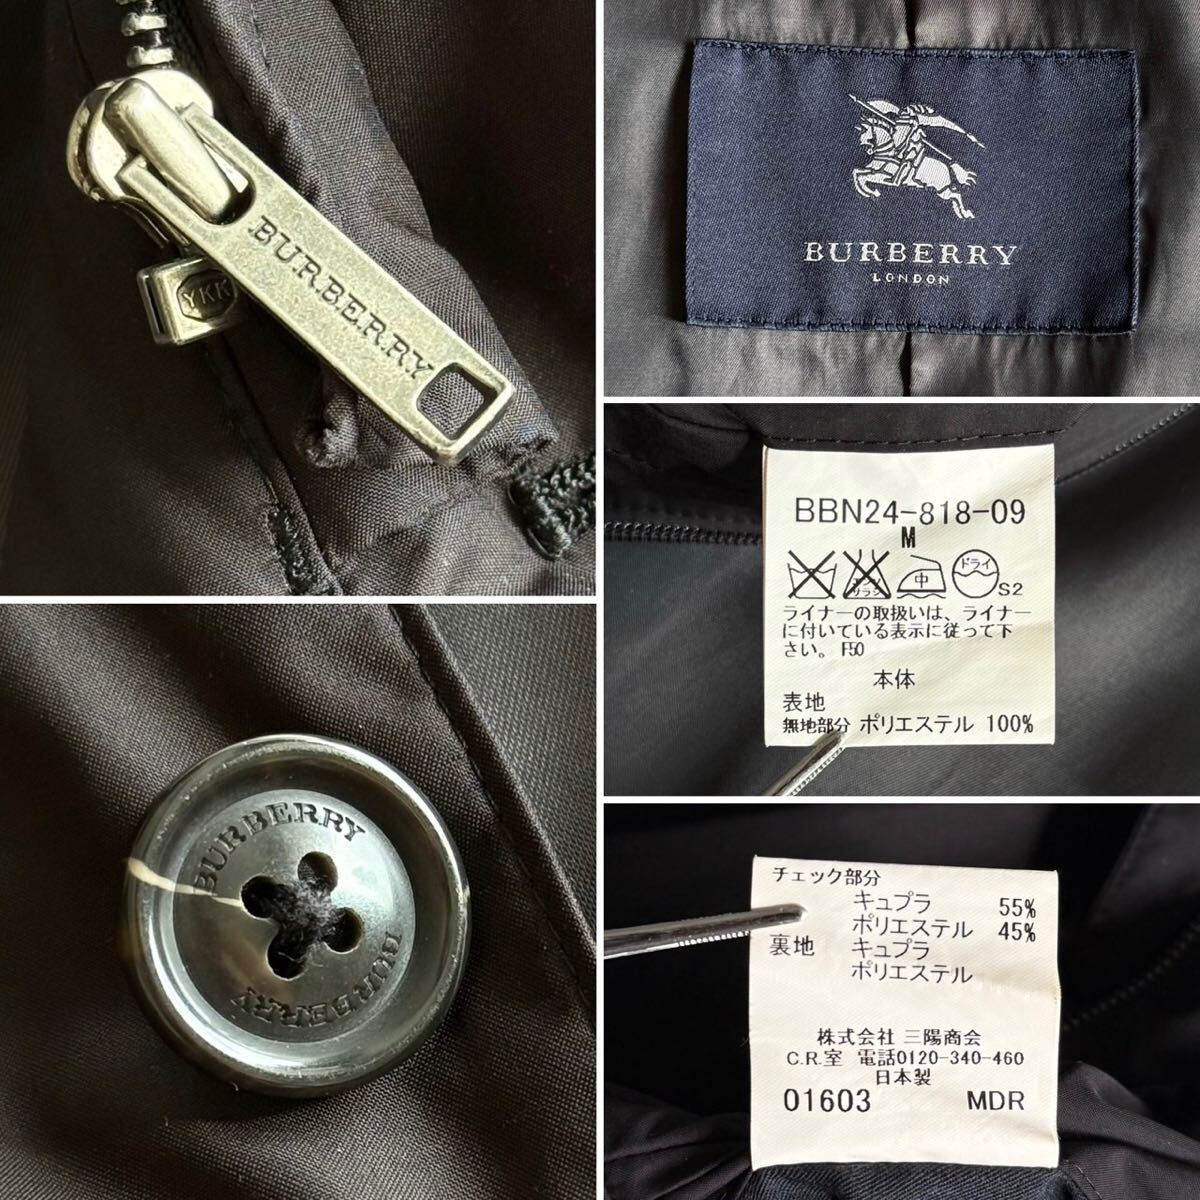 BURBERRY
YKK
BURBERRY
LONDON
BURBERRY
BURBERRY
BBN24-818-09
M
ドライ
中
S2
ライナーの取扱いは、ライナー
に付いている表示に従って下
さい。 F50
本体
表地
無地部分 ポリエステル 100%
チェック部分
キュプラ 55%
ポリエステル 45%
裏地 キュプラ
ポリエステル
株式会社 三陽商会
C.R.室 電話0120-340-460
日本製
01603 MDR